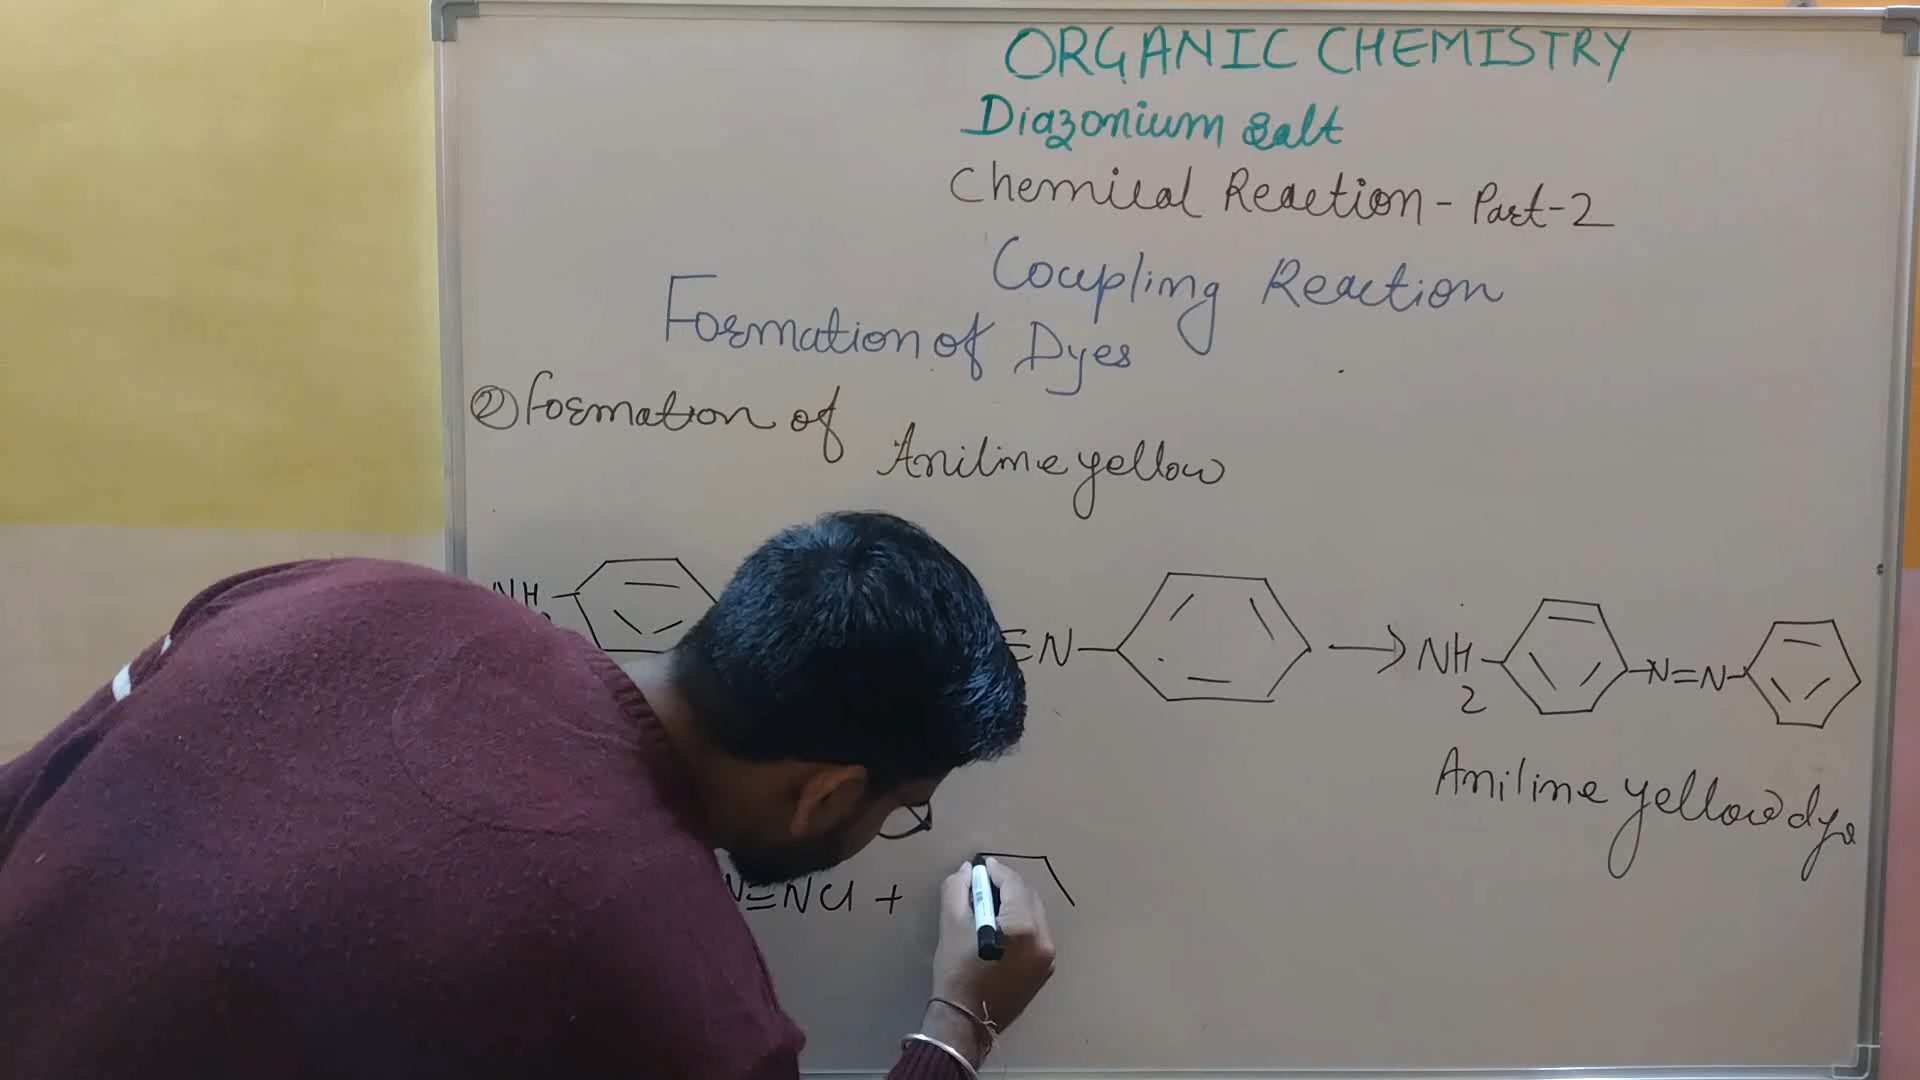 ORGANIC CHEMISTRY
Diazonium Salt
Chemical Reaction - Part-2
Coupling Reaction
Formation of Dyes
② Formation of
Aniline yellow
NH
≡N → NH2 N=N
Aniline yellow dye
N≡NCl +